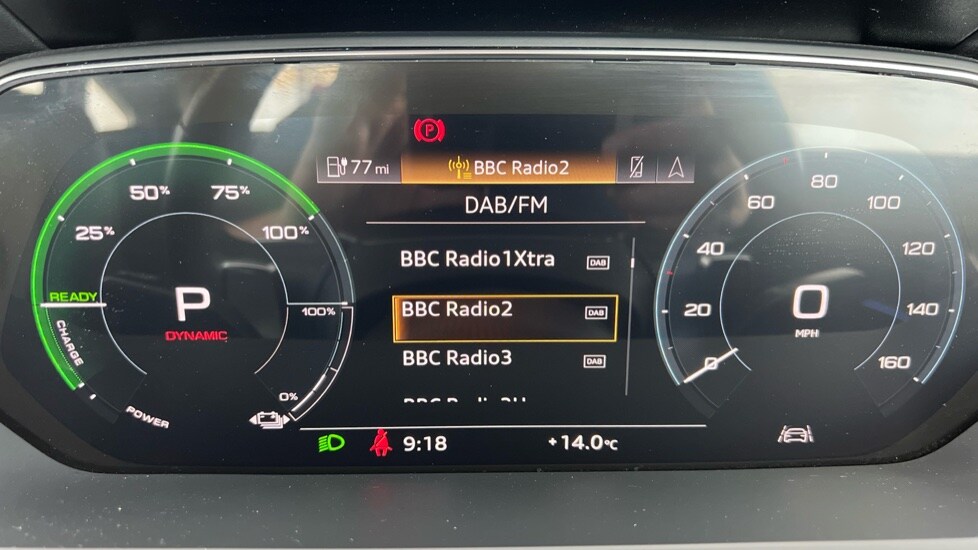 P
77 mi
BBC Radio2
DAB/FM
BBC Radio1Xtra DAB
BBC Radio2 DAB
BBC Radio3 DAB
25%
50%
75%
100%
READY
CHARGE
POWER
P
DYNAMIC
100%
0%
0
20
40
60
80
100
120
140
160
0
MPH
9:18
+14.0°C